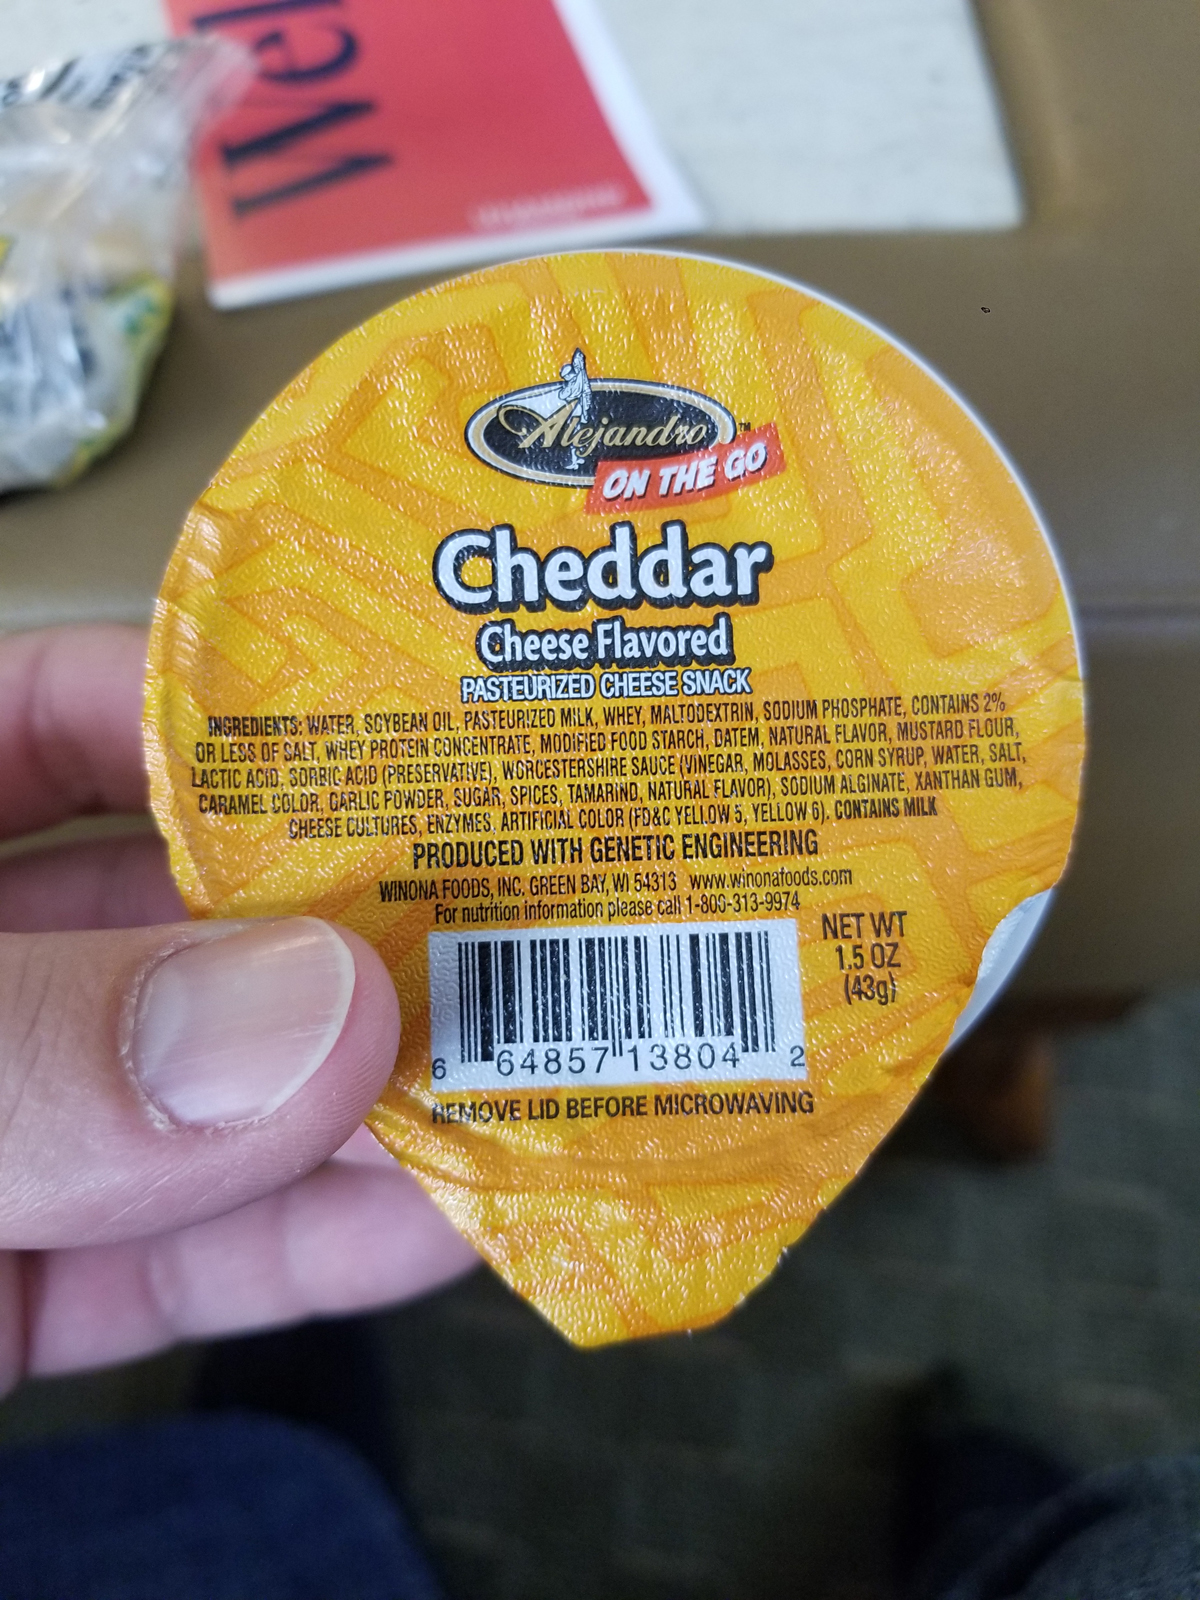 Wel
Alejandro™
ON THE GO
Cheddar
Cheese Flavored
PASTEURIZED CHEESE SNACK
INGREDIENTS: WATER, SOYBEAN OIL, PASTEURIZED MILK, WHEY, MALTODEXTRIN, SODIUM PHOSPHATE, CONTAINS 2%
OR LESS OF SALT, WHEY PROTEIN CONCENTRATE, MODIFIED FOOD STARCH, DATEM, NATURAL FLAVOR, MUSTARD FLOUR,
LACTIC ACID, SORBIC ACID (PRESERVATIVE), WORCESTERSHIRE SAUCE (VINEGAR, MOLASSES, CORN SYRUP, WATER, SALT,
CARAMEL COLOR, GARLIC POWDER, SUGAR, SPICES, TAMARIND, NATURAL FLAVOR), SODIUM ALGINATE, XANTHAN GUM,
CHEESE CULTURES, ENZYMES, ARTIFICIAL COLOR (FD&C YELLOW 5, YELLOW 6). CONTAINS MILK
PRODUCED WITH GENETIC ENGINEERING
WINONA FOODS, INC. GREEN BAY, WI 54313 www.winonafoods.com
For nutrition information please call 1-800-313-9974
NET WT
1.5 OZ
(43g)
6 64857 13804 2
REMOVE LID BEFORE MICROWAVING